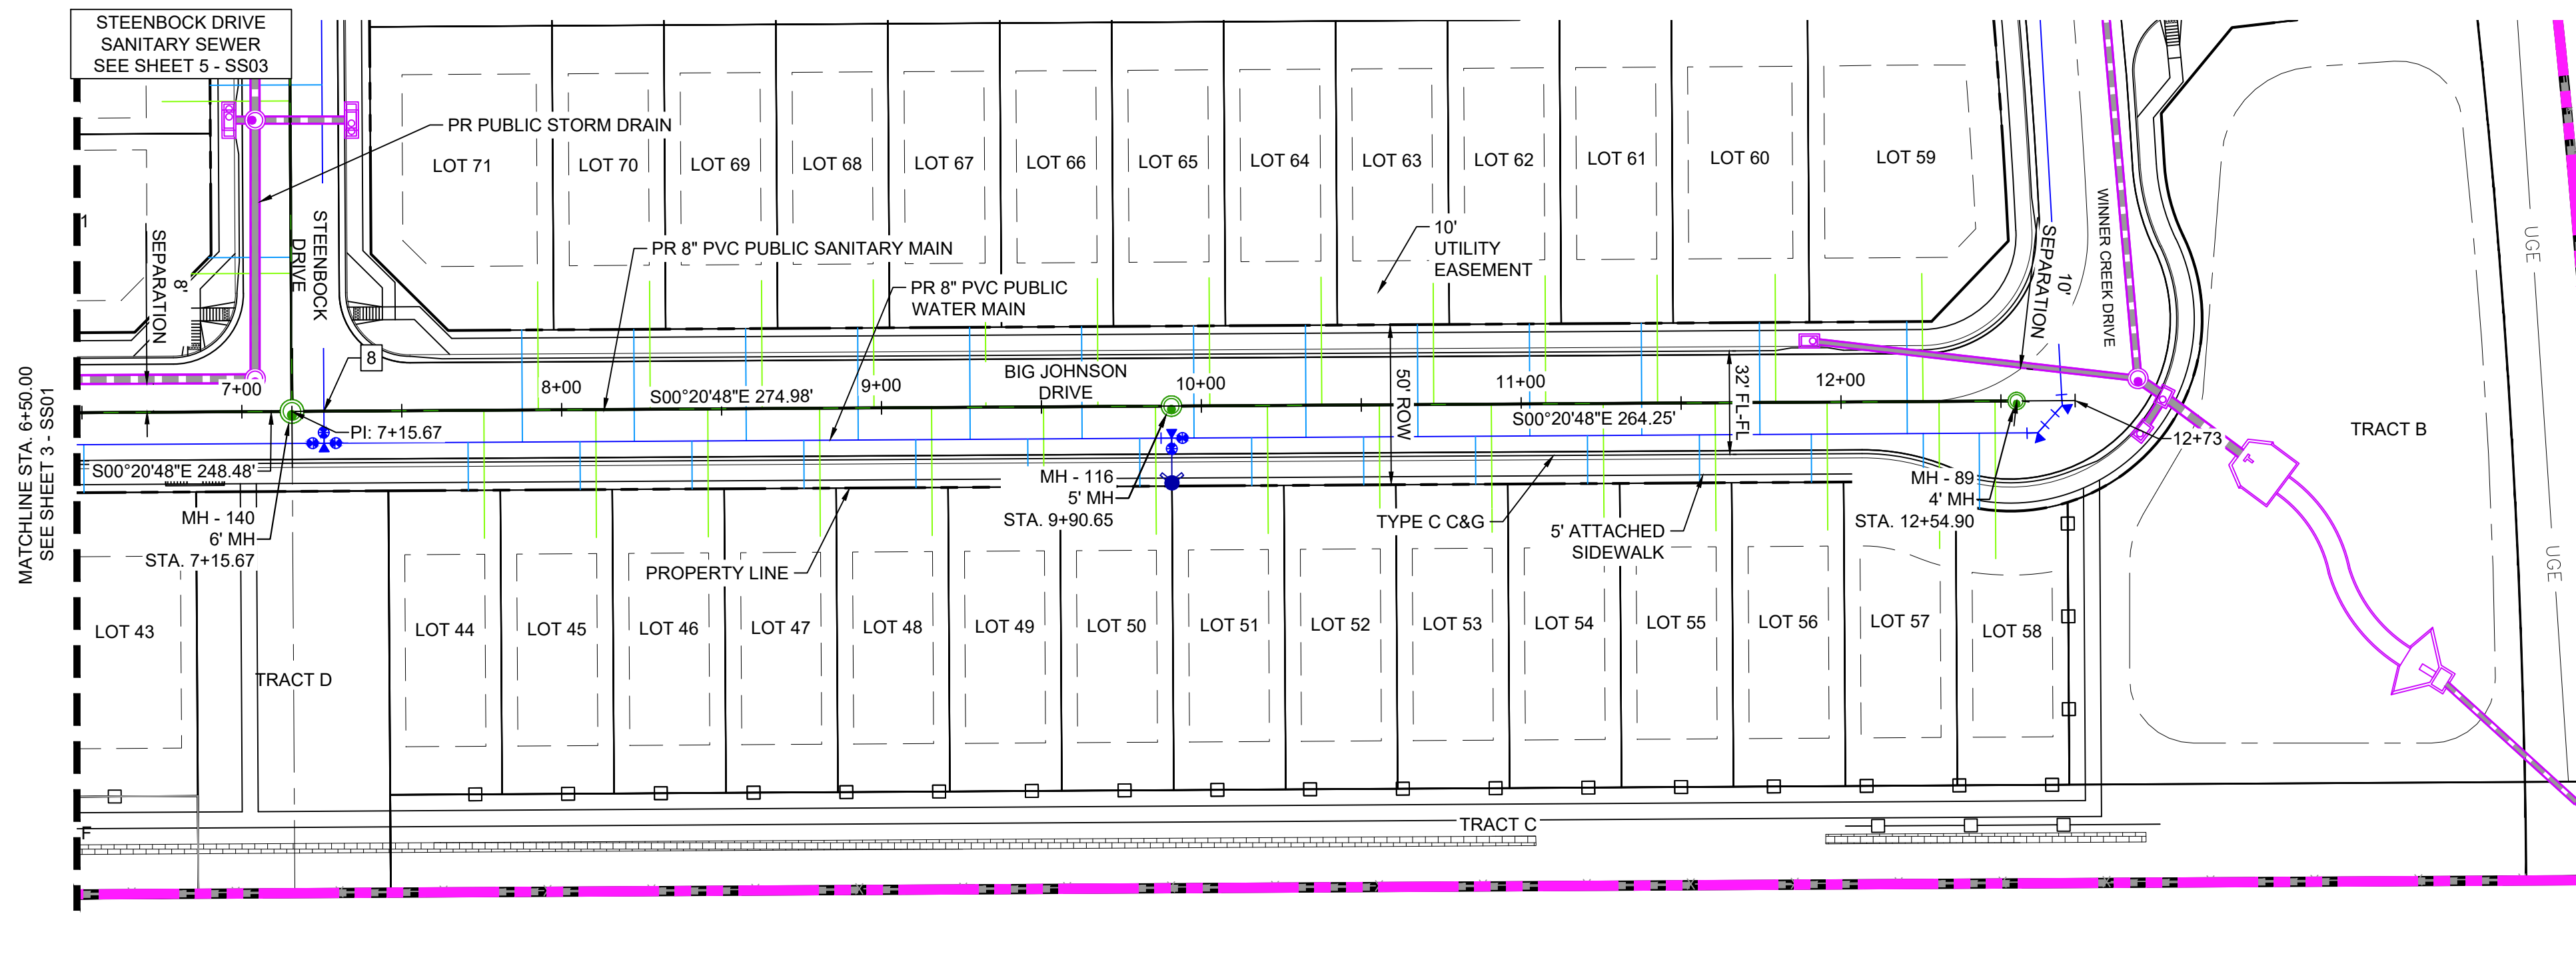 STEENBOCK DRIVE
SANITARY SEWER
SEE SHEET 5 - SS03
PR PUBLIC STORM DRAIN
LOT 71
LOT 70
LOT 69
LOT 68
LOT 67
LOT 66
LOT 65
LOT 64
LOT 63
LOT 62
LOT 61
LOT 60
LOT 59
1
8'
SEPARATION
STEENBOCK
DRIVE
PR 8" PVC PUBLIC SANITARY MAIN
PR 8" PVC PUBLIC
WATER MAIN
10'
UTILITY
EASEMENT
10'
SEPARATION
WINNER CREEK DRIVE
UGE
UGE
MATCHLINE STA. 6+50.00
SEE SHEET 3 - SS01
8
7+00
8+00
9+00
10+00
11+00
12+00
S00°20'48"E 274.98'
BIG JOHNSON
DRIVE
50' ROW
32' FL-FL
S00°20'48"E 264.25'
PI: 7+15.67
12+73
TRACT B
S00°20'48"E 248.48'
MH - 140
6' MH
STA. 7+15.67
MH - 116
5' MH
STA. 9+90.65
MH - 89
4' MH
STA. 12+54.90
TYPE C C&G
5' ATTACHED
SIDEWALK
PROPERTY LINE
LOT 43
LOT 44
LOT 45
LOT 46
LOT 47
LOT 48
LOT 49
LOT 50
LOT 51
LOT 52
LOT 53
LOT 54
LOT 55
LOT 56
LOT 57
LOT 58
TRACT D
TRACT C
F